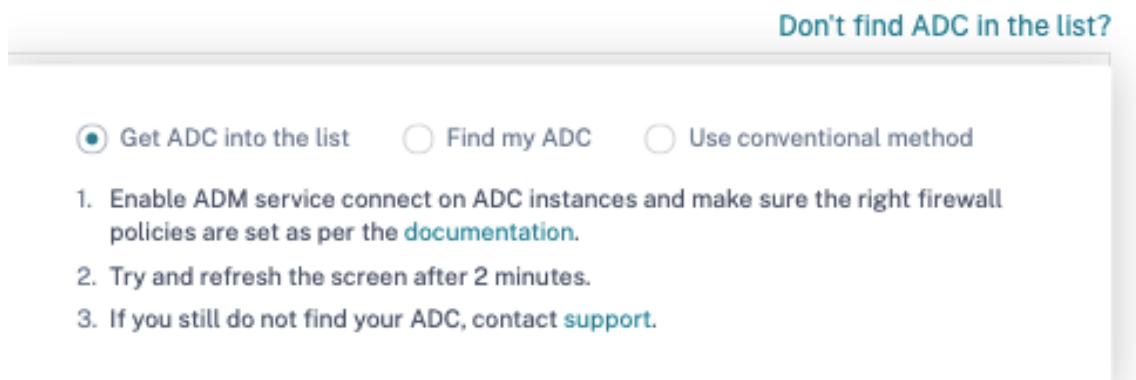 Don't find ADC in the list?
Get ADC into the list Find my ADC Use conventional method
1. Enable ADM service connect on ADC instances and make sure the right firewall
policies are set as per the documentation.
2. Try and refresh the screen after 2 minutes.
3. If you still do not find your ADC, contact support.